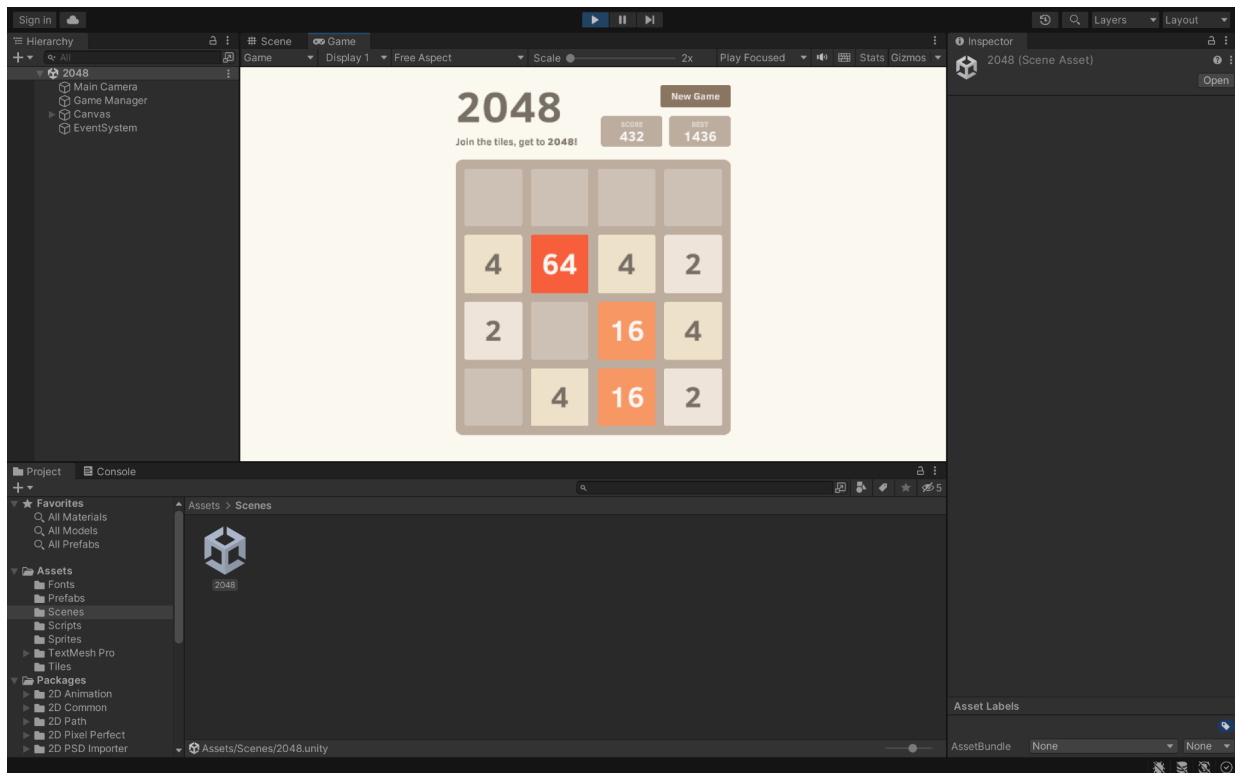 Sign in
Layers
Layout
Hierarchy
All
2048
Main Camera
Game Manager
Canvas
EventSystem
Scene
Game
Game
Display 1
Free Aspect
Scale
2x
Play Focused
Stats
Gizmos
2048
New Game
Join the tiles, get to 2048!
SCORE
432
BEST
1436
4 64 4 2
2 16 4
4 16 2
Inspector
2048 (Scene Asset)
Open
Project
Console
5
Favorites
All Materials
All Models
All Prefabs
Assets
Fonts
Prefabs
Scenes
Scripts
Sprites
TextMesh Pro
Tiles
Packages
2D Animation
2D Common
2D Path
2D Pixel Perfect
2D PSD Importer
Assets > Scenes
2048
Assets/Scenes/2048.unity
Asset Labels
AssetBundle
None
None